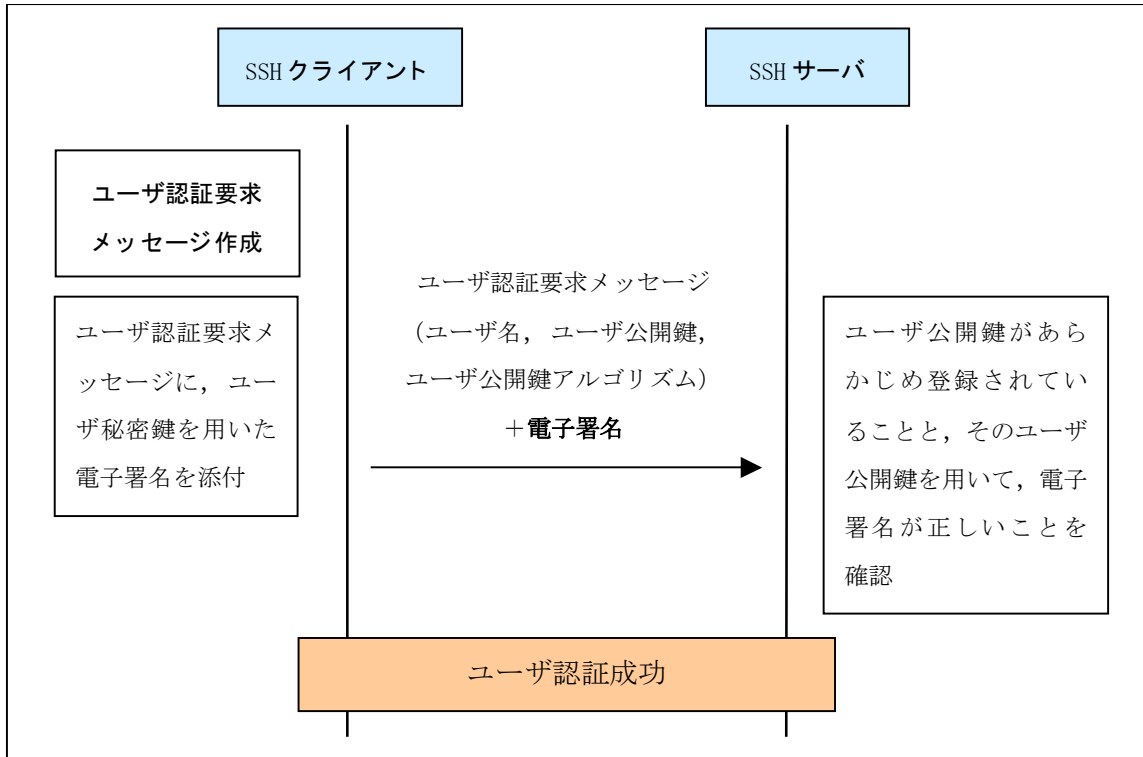 SSH クライアント
SSH サーバ
ユーザ認証要求
メッセージ作成
ユーザ認証要求メ
ッセージに，ユー
ザ秘密鍵を用いた
電子署名を添付
ユーザ認証要求メッセージ
（ユーザ名，ユーザ公開鍵，
ユーザ公開鍵アルゴリズム）
＋電子署名
ユーザ公開鍵があら
かじめ登録されてい
ることと，そのユーザ
公開鍵を用いて，電子
署名が正しいことを
確認
ユーザ認証成功